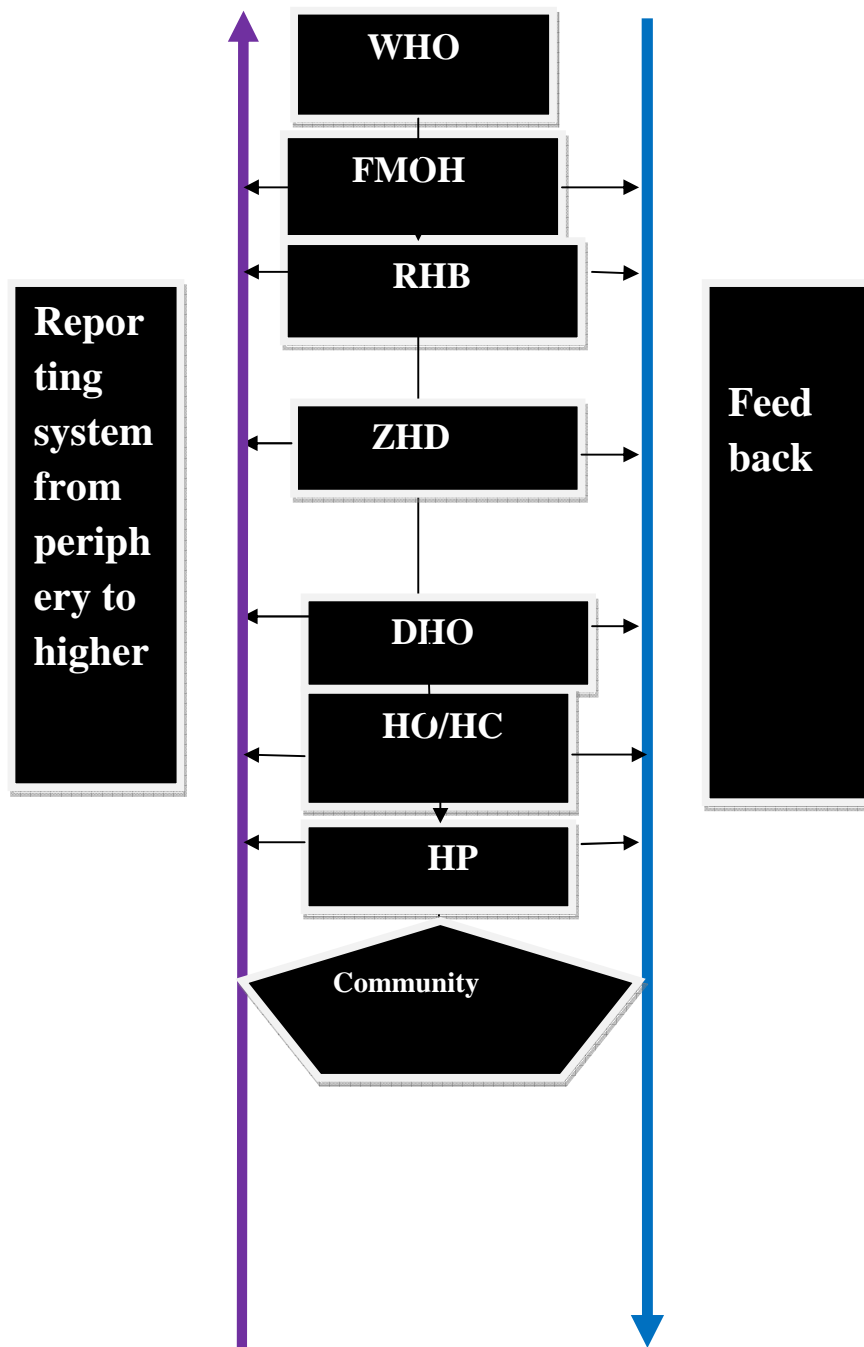 WHO
FMOH
RHB
Repor
ting
system
from
periph
ery to
higher
Feed
back
ZHD
DHO
HO/HC
HP
Community